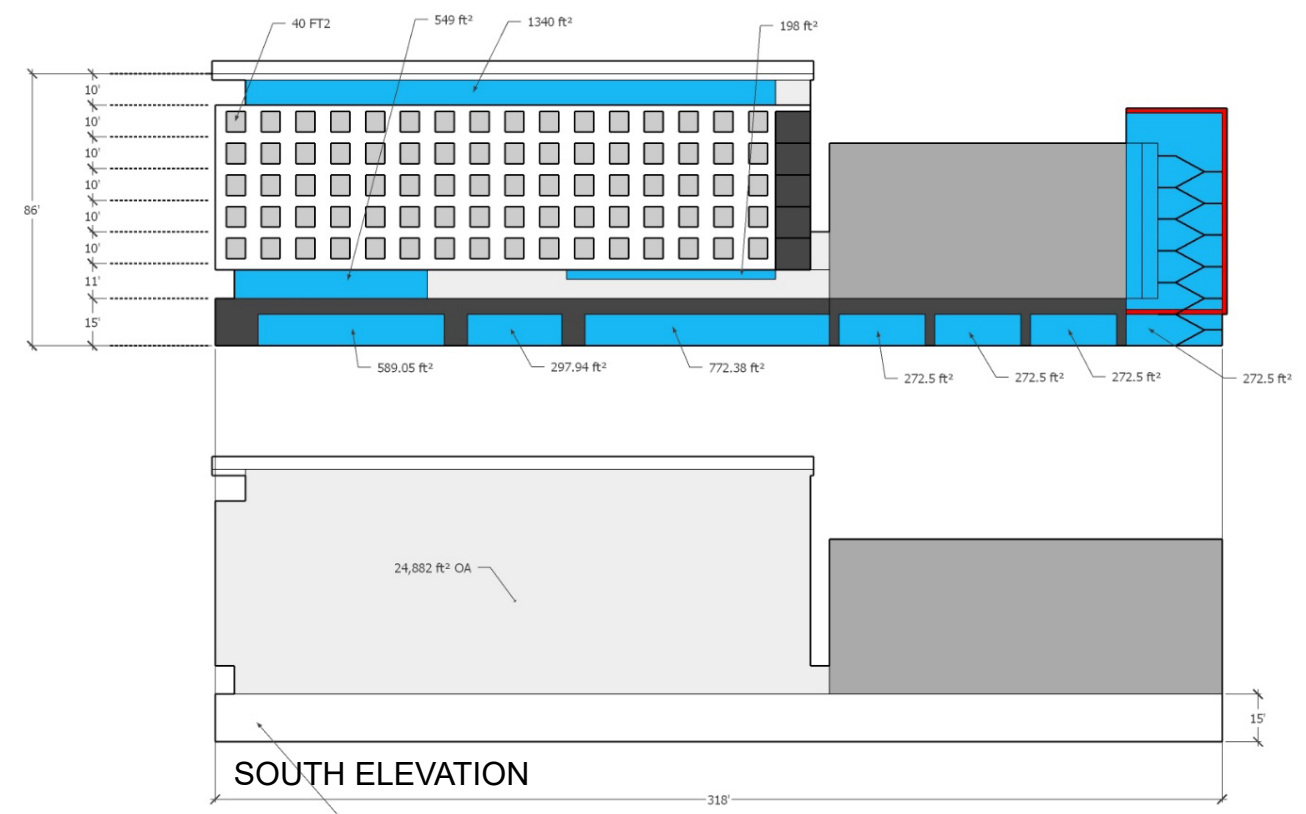 40 FT2
549 ft²
1340 ft²
198 ft²
10'
10'
10'
10'
10'
10'
11'
15'
86'
589.05 ft²
297.94 ft²
772.38 ft²
272.5 ft²
272.5 ft²
272.5 ft²
272.5 ft²
24,882 ft² OA
15'
SOUTH ELEVATION
318'